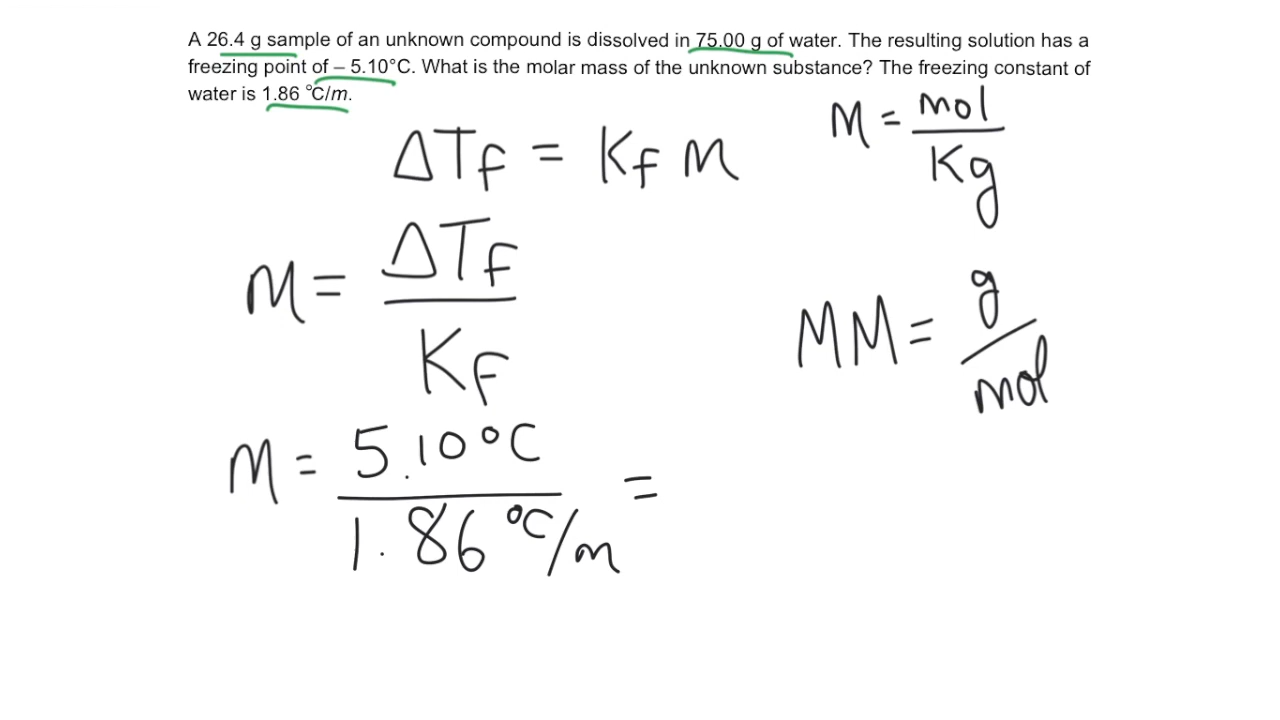 A 26.4 g sample of an unknown compound is dissolved in 75.00 g of water. The resulting solution has a
freezing point of – 5.10°C. What is the molar mass of the unknown substance? The freezing constant of
water is 1.86 °C/m.
ΔTf = Kf m
m = mol / Kg
m = ΔTf / Kf
MM = g / mol
m = 5.10°C / 1.86 °C/m =